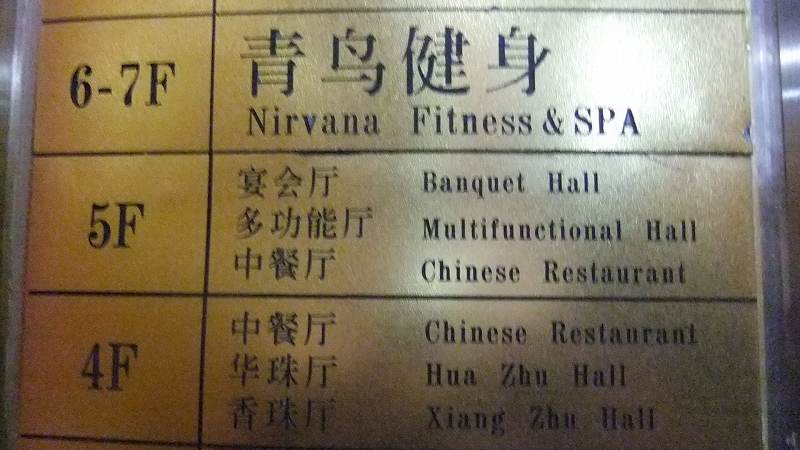 6-7F 青鸟健身
Nirvana Fitness & SPA
5F
宴会厅 Banquet Hall
多功能厅 Multifunctional Hall
中餐厅 Chinese Restaurant
4F
中餐厅 Chinese Restaurant
华珠厅 Hua Zhu Hall
香珠厅 Xiang Zhu Hall